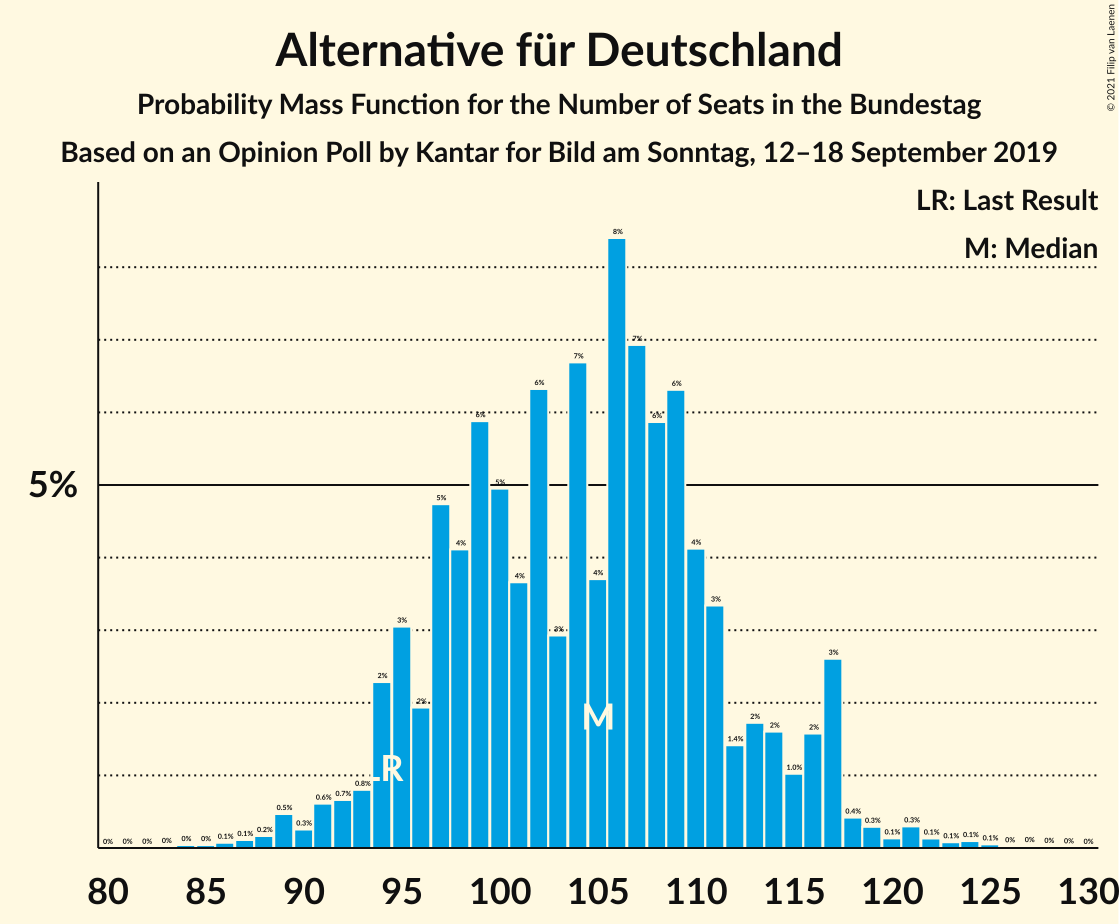 Alternative für Deutschland
Probability Mass Function for the Number of Seats in the Bundestag
Based on an Opinion Poll by Kantar for Bild am Sonntag, 12–18 September 2019
© 2021 Filip van Laenen
LR: Last Result
M: Median
5%
0% 0% 0% 0% 0% 0% 0.1% 0.1% 0.2% 0.5% 0.3% 0.6% 0.7% 0.8% 2% 3% 2% 5% 4% 6% 5% 4% 6% 3% 7% 4% 8% 7% 6% 6% 4% 3% 1.4% 2% 2% 1.0% 2% 3% 0.4% 0.3% 0.1% 0.3% 0.1% 0.1% 0.1% 0.1% 0% 0% 0% 0% 0%
M
LR
80 85 90 95 100 105 110 115 120 125 130